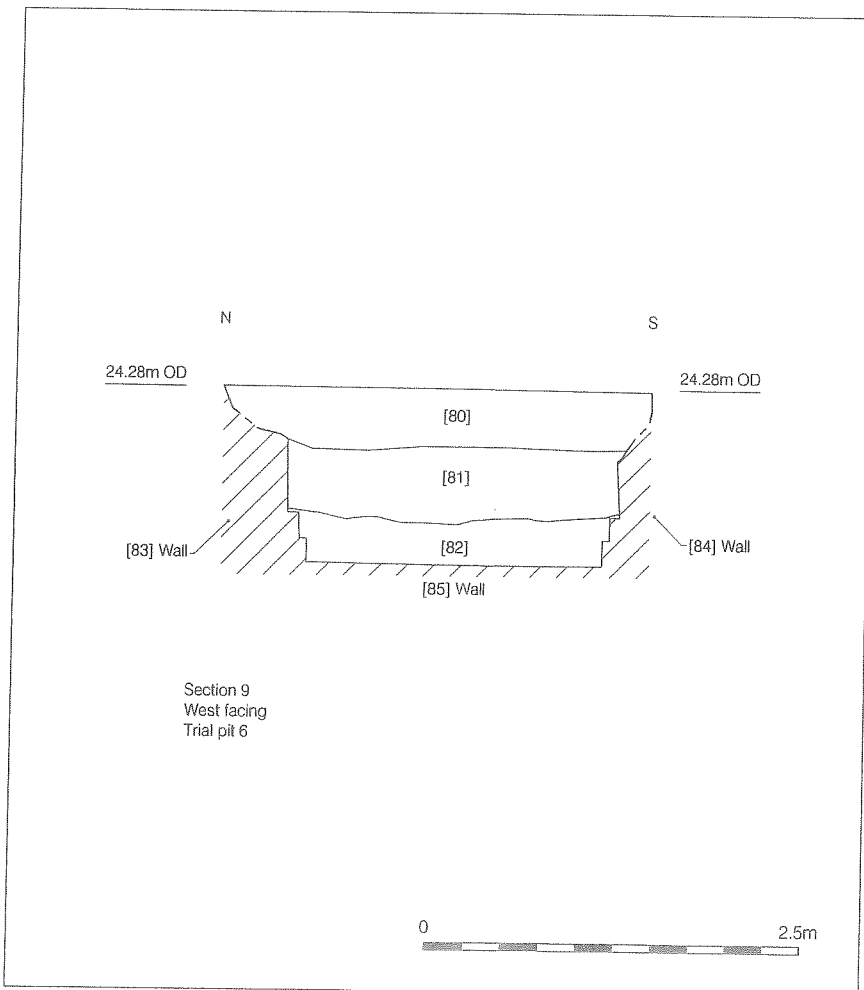 N
S
24.28m OD
24.28m OD
[80]
[81]
[83] Wall
[82]
[84] Wall
[85] Wall
Section 9
West facing
Trial pit 6
0
2.5m